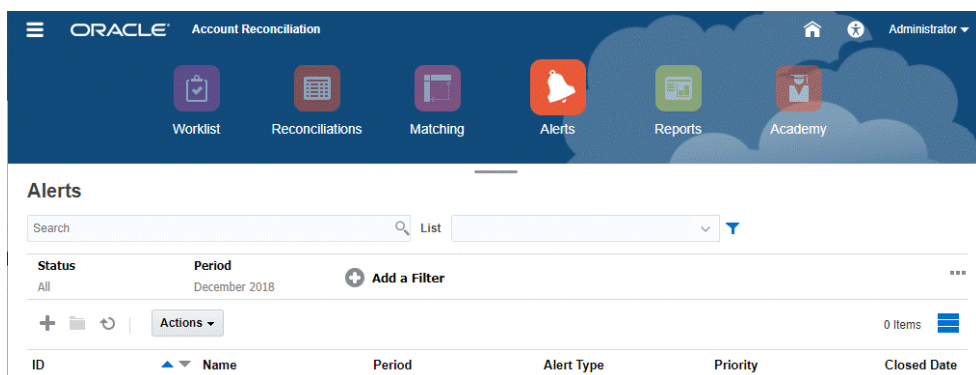 ORACLE® Account Reconciliation Administrator
Worklist Reconciliations Matching Alerts Reports Academy
Alerts
Search List
Status Period Add a Filter
All December 2018
Actions 0 Items
ID Name Period Alert Type Priority Closed Date